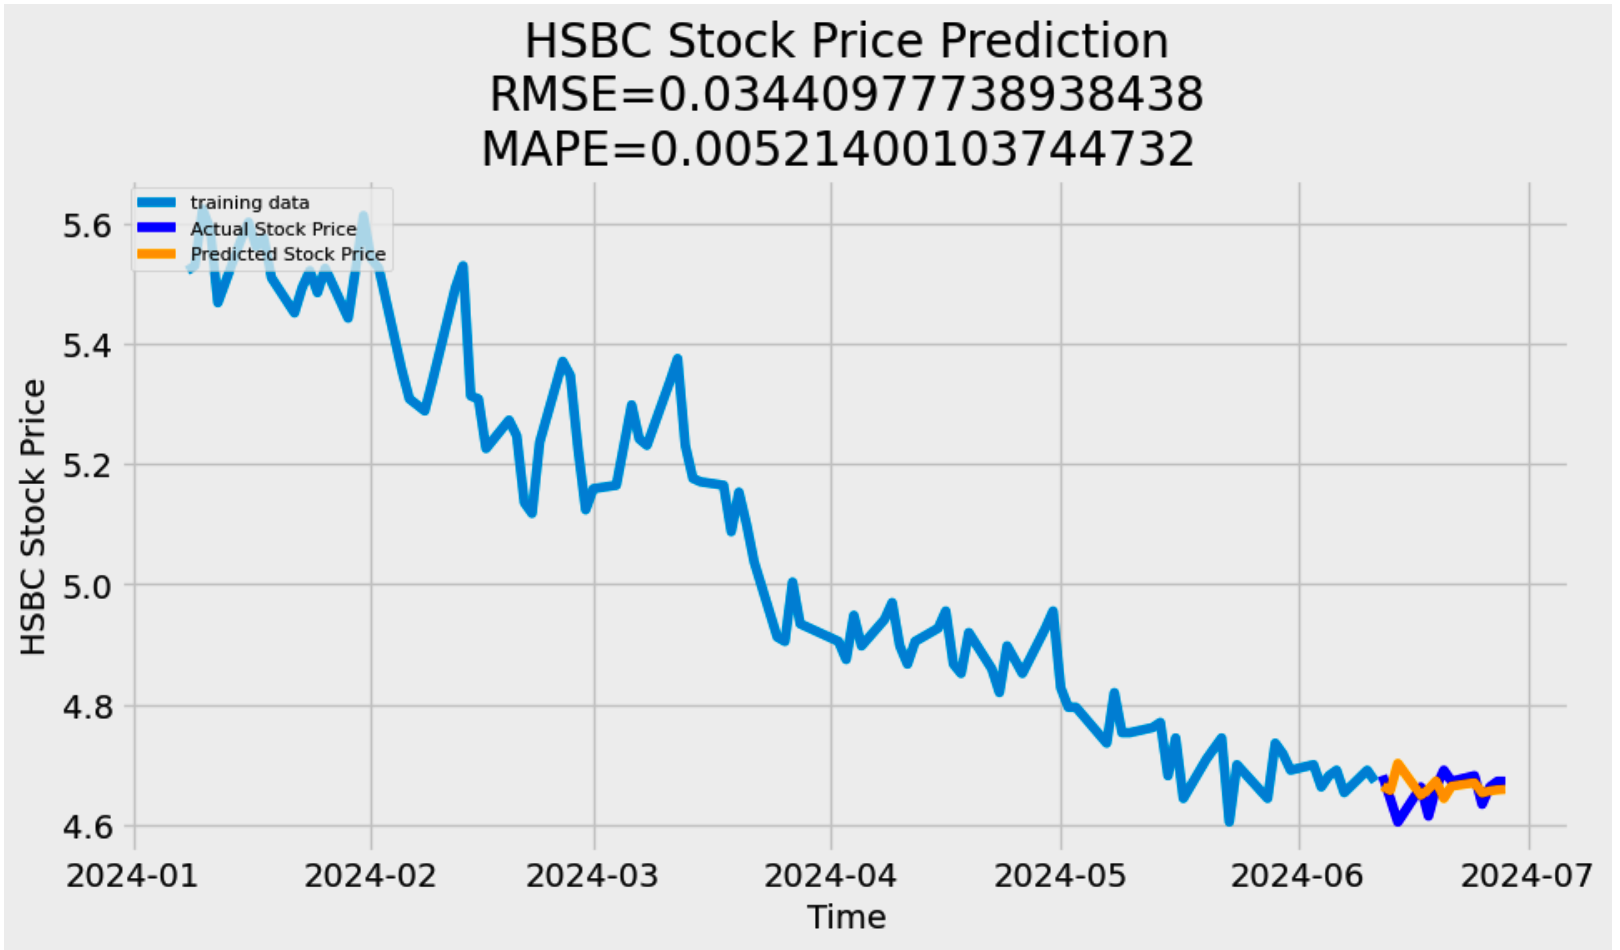 HSBC Stock Price Prediction
RMSE=0.03440977738938438
MAPE=0.00521400103744732
training data
Actual Stock Price
Predicted Stock Price
5.6
5.4
5.2
5.0
4.8
4.6
HSBC Stock Price
2024-01 2024-02 2024-03 2024-04 2024-05 2024-06 2024-07
Time